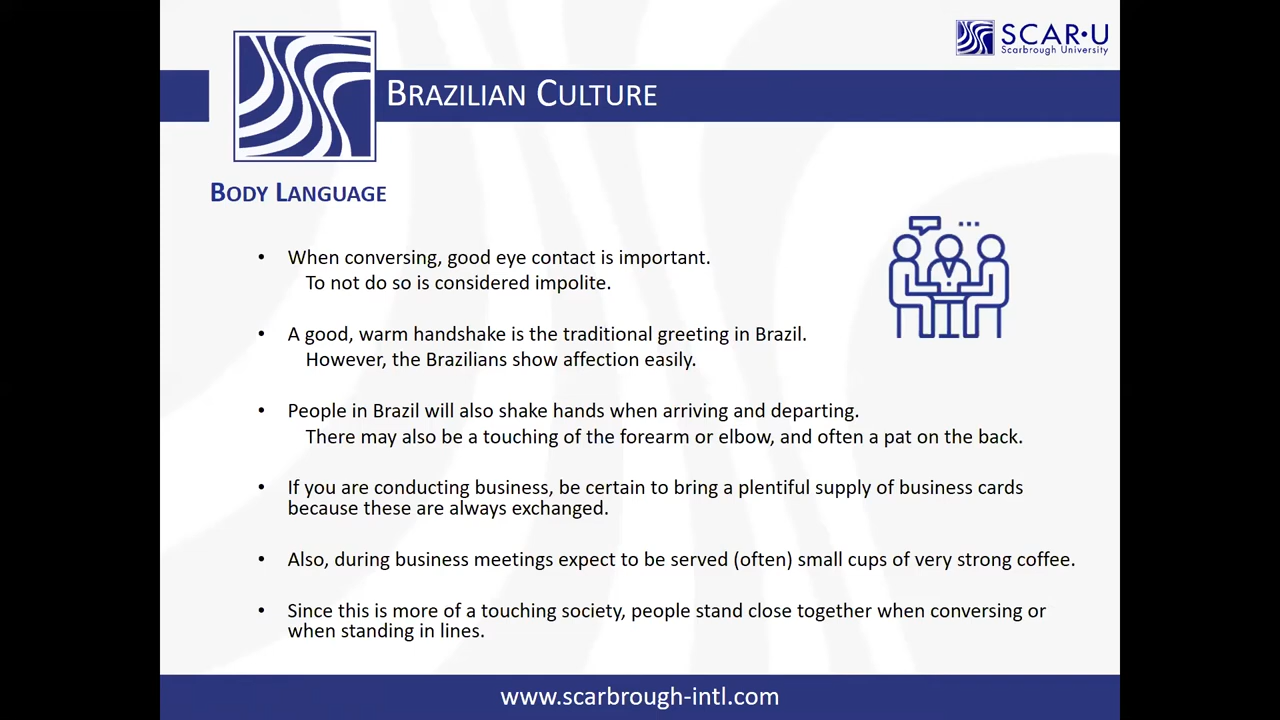 SCAR·U
Scarbrough University
BRAZILIAN CULTURE
BODY LANGUAGE
• When conversing, good eye contact is important.
To not do so is considered impolite.
• A good, warm handshake is the traditional greeting in Brazil.
However, the Brazilians show affection easily.
• People in Brazil will also shake hands when arriving and departing.
There may also be a touching of the forearm or elbow, and often a pat on the back.
• If you are conducting business, be certain to bring a plentiful supply of business cards
because these are always exchanged.
• Also, during business meetings expect to be served (often) small cups of very strong coffee.
• Since this is more of a touching society, people stand close together when conversing or
when standing in lines.
www.scarbrough-intl.com